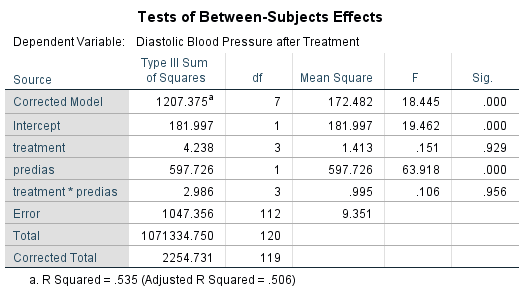 Tests of Between-Subjects Effects
Dependent Variable: Diastolic Blood Pressure after Treatment
Source Type III Sum of Squares df Mean Square F Sig.
Corrected Model 1207.375a 7 172.482 18.445 .000
Intercept 181.997 1 181.997 19.462 .000
treatment 4.238 3 1.413 .151 .929
predias 597.726 1 597.726 63.918 .000
treatment * predias 2.986 3 .995 .106 .956
Error 1047.356 112 9.351
Total 1071334.750 120
Corrected Total 2254.731 119
a. R Squared = .535 (Adjusted R Squared = .506)